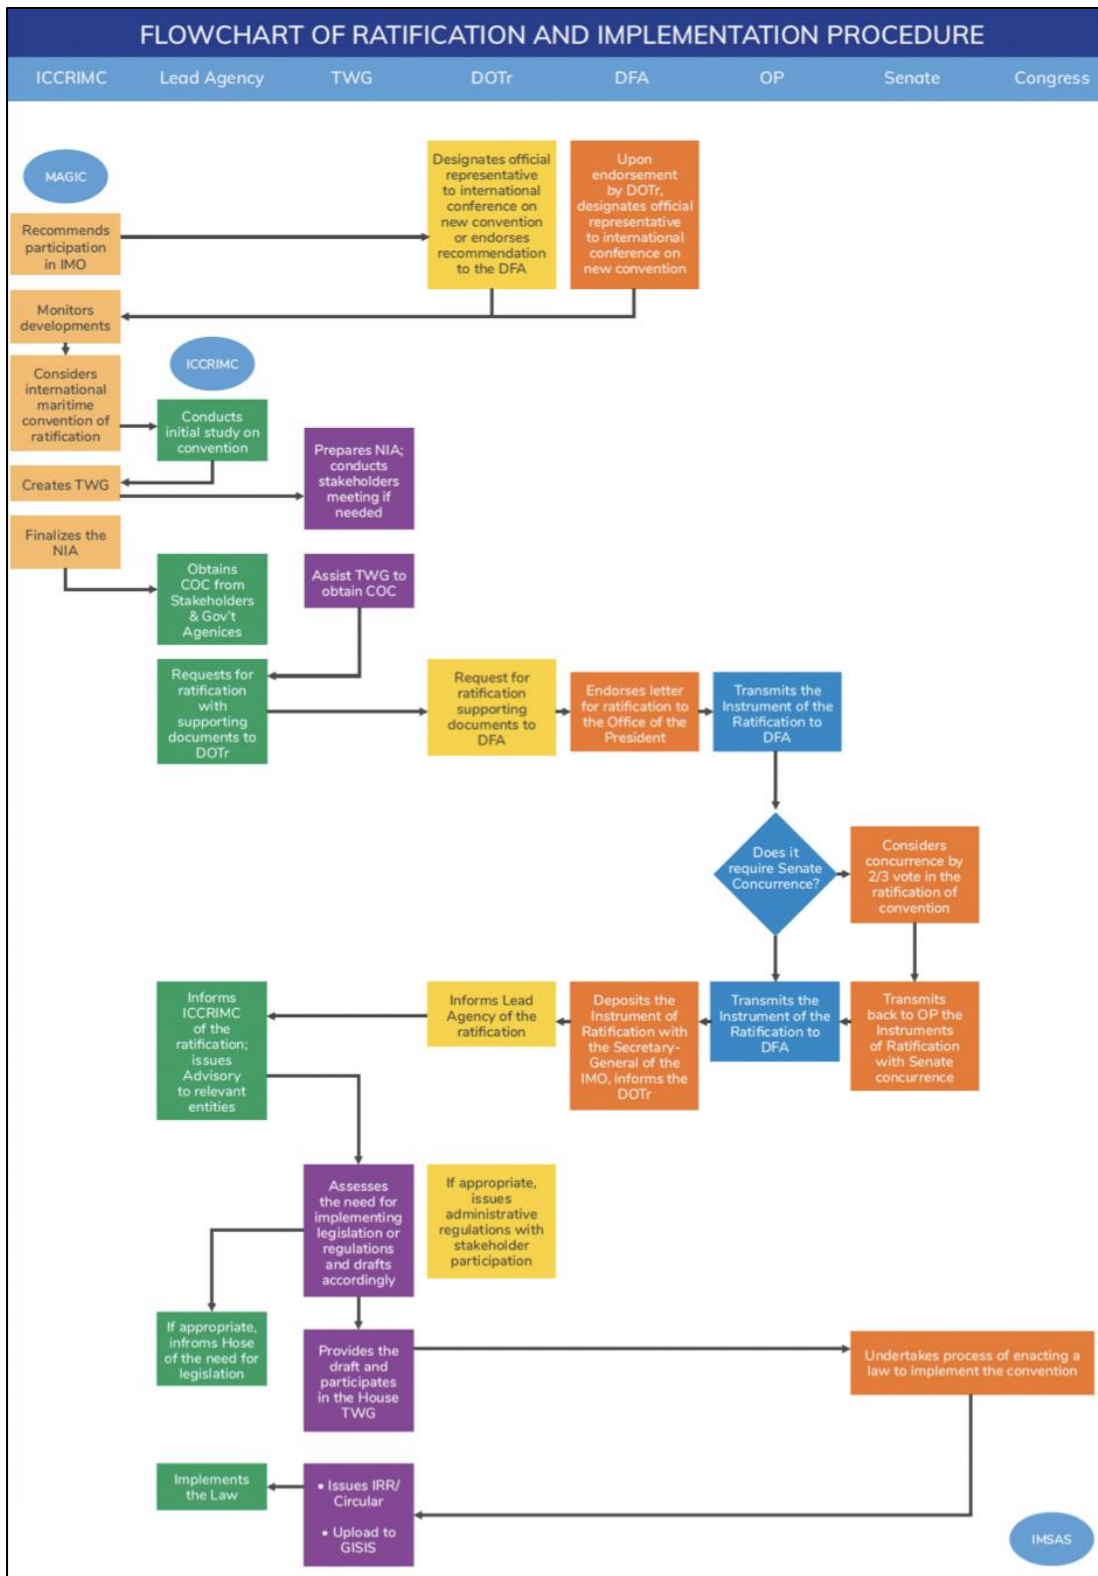 FLOWCHART OF RATIFICATION AND IMPLEMENTATION PROCEDURE
ICCRIMC
Lead Agency
TWG
DOTr
DFA
OP
Senate
Congress
MAGIC
Recommends
participation
in IMO
Designates official
representative
to international
conference on
new convention
or endorses
recommendation
to the DFA
Upon
endorsement
by DOTr,
designates official
representative
to international
conference on
new convention
Monitors
developments
ICCRIMC
Considers
international
maritime
convention of
ratification
Conducts
initial study on
convention
Creates TWG
Prepares NIA;
conducts
stakeholders
meeting if
needed
Finalizes the
NIA
Obtains
COC from
Stakeholders
& Gov't
Agenices
Assist TWG to
obtain COC
Requests for
ratification
with
supporting
documents to
DOTr
Request for
ratification
supporting
documents to
DFA
Endorses letter
for ratification to
the Office of the
President
Transmits the
Instrument of the
Ratification to
DFA
Does it
require Senate
Concurrence?
Considers
concurrence by
2/3 vote in the
ratification of
convention
Informs
ICCRIMC
of the
ratification;
issues
Advisory
to relevant
entities
Informs Lead
Agency of the
ratification
Deposits the
Instrument of
Ratification with
the Secretary-
General of the
IMO, informs the
DOTr
Transmits the
Instrument of the
Ratification to
DFA
Transmits
back to OP the
Instruments
of Ratification
with Senate
concurrence
Assesses
the need for
implementing
legislation or
regulations
and drafts
accordingly
If appropriate,
issues
administrative
regulations with
stakeholder
participation
If appropriate,
infroms Hose
of the need for
legislation
Provides the
draft and
participates
in the House
TWG
Undertakes process of enacting a
law to implement the convention
Implements
the Law
• Issues IRR/
Circular
• Upload to
GISIS
IMSAS